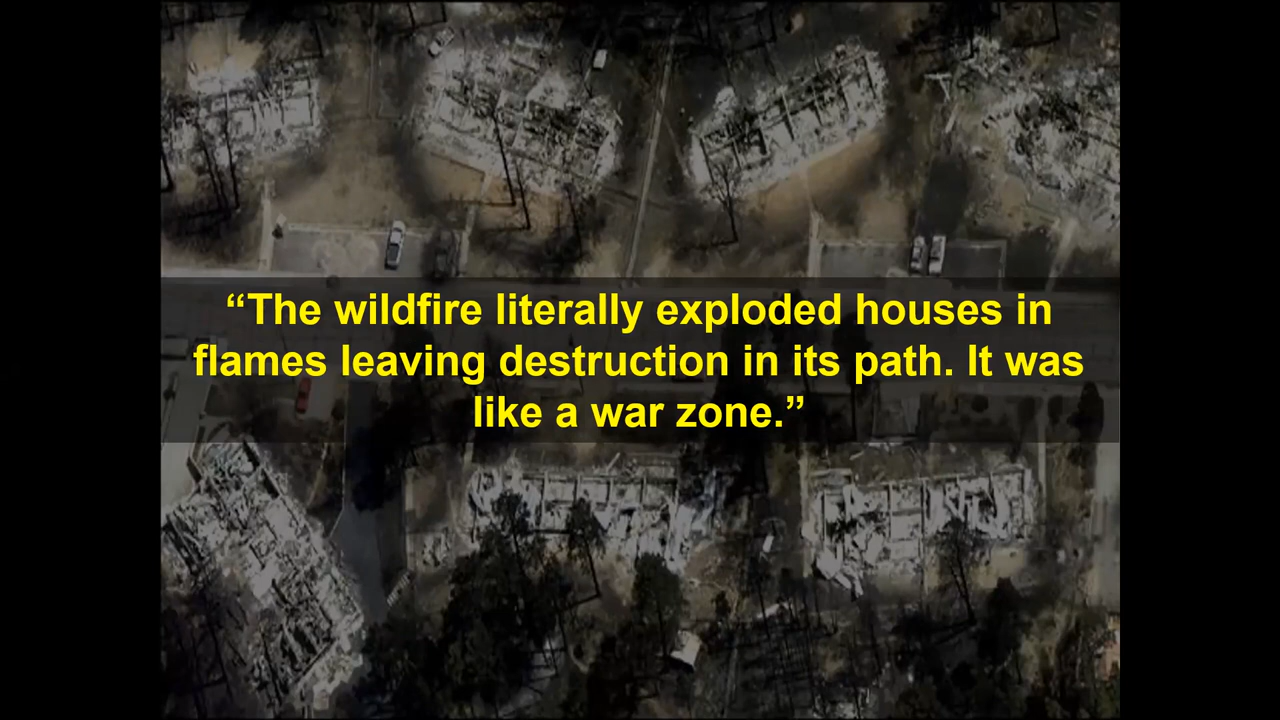 “The wildfire literally exploded houses in
flames leaving destruction in its path. It was
like a war zone.”